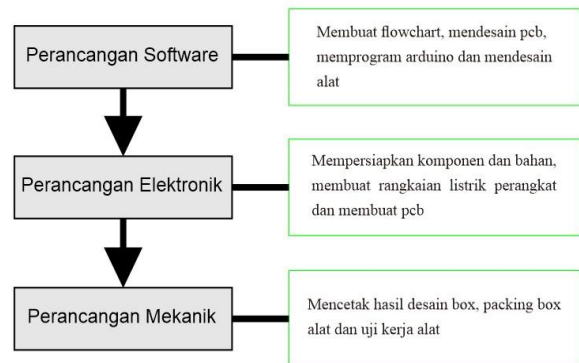 Perancangan Software
Membuat flowchart, mendesain pcb,
memprogram arduino dan mendesain
alat
Perancangan Elektronik
Mempersiapkan komponen dan bahan,
membuat rangkaian listrik perangkat
dan membuat pcb
Perancangan Mekanik
Mencetak hasil desain box, packing box
alat dan uji kerja alat